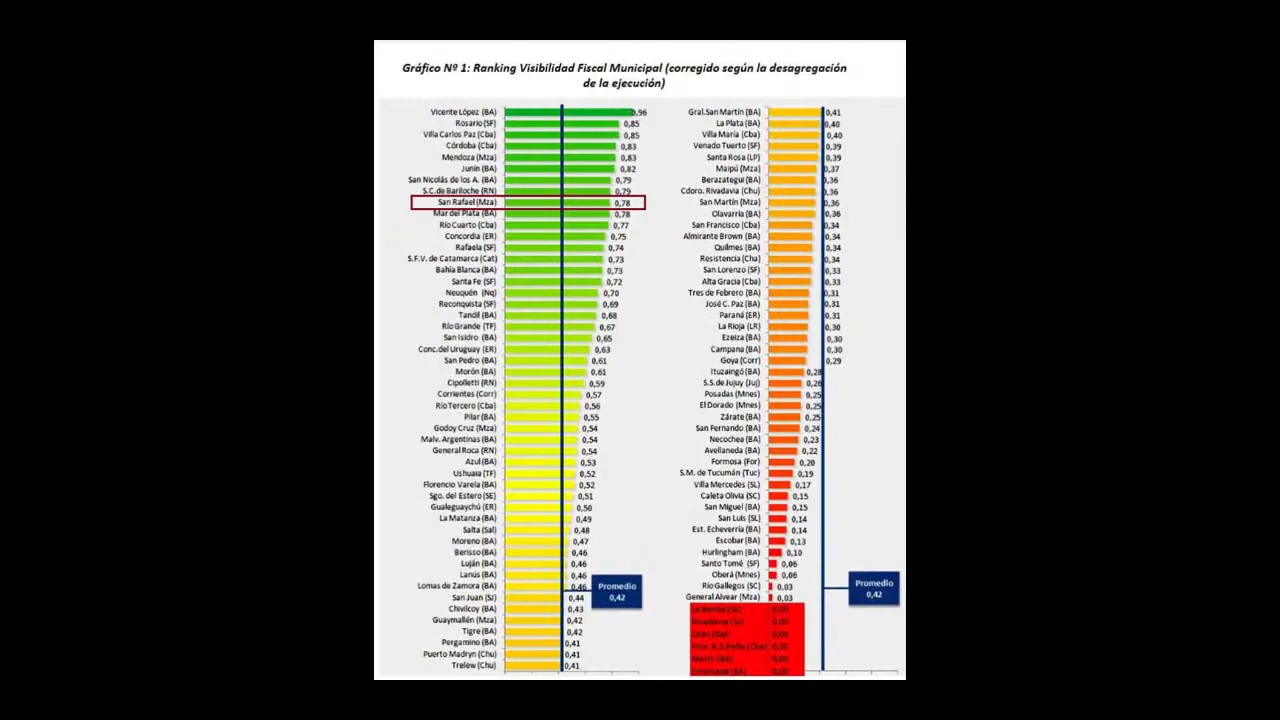 Gráfico Nº 1: Ranking Visibilidad Fiscal Municipal (corregido según la desagregación
de la ejecución)
Vicente López (BA) 0,96
Rosario (SF) 0,85
Villa Carlos Paz (Cba) 0,85
Córdoba (Cba) 0,83
Mendoza (Mza) 0,83
Junín (BA) 0,82
San Nicolás de los A. (BA) 0,79
S.C. de Bariloche (RN) 0,79
San Rafael (Mza) 0,78
Mar del Plata (BA) 0,78
Río Cuarto (Cba) 0,77
Concordia (ER) 0,75
Rafaela (SF) 0,74
S.F.V. de Catamarca (Cat) 0,73
Bahía Blanca (BA) 0,73
Santa Fe (SF) 0,72
Neuquén (Nq) 0,70
Reconquista (SF) 0,69
Tandil (BA) 0,68
Río Grande (TF) 0,67
San Isidro (BA) 0,65
Conc.del Uruguay (ER) 0,63
San Pedro (BA) 0,61
Morón (BA) 0,61
Cipolletti (RN) 0,59
Corrientes (Corr) 0,57
Río Tercero (Cba) 0,56
Pilar (BA) 0,55
Godoy Cruz (Mza) 0,54
Malv. Argentinas (BA) 0,54
General Roca (RN) 0,54
Azul (BA) 0,53
Ushuaia (TF) 0,52
Florencio Varela (BA) 0,52
Sgo. del Estero (SE) 0,51
Gualeguaychú (ER) 0,50
La Matanza (BA) 0,49
Salta (Sal) 0,48
Moreno (BA) 0,47
Berisso (BA) 0,46
Luján (BA) 0,46
Lanús (BA) 0,46
Lomas de Zamora (BA) 0,46
San Juan (SJ) 0,44
Chivilcoy (BA) 0,43
Guaymallén (Mza) 0,42
Tigre (BA) 0,42
Pergamino (BA) 0,41
Puerto Madryn (Chu) 0,41
Trelew (Chu) 0,41
Promedio
0,42
Gral.San Martín (BA) 0,41
La Plata (BA) 0,40
Villa María (Cba) 0,40
Venado Tuerto (SF) 0,39
Santa Rosa (LP) 0,39
Maipú (Mza) 0,37
Berazategui (BA) 0,36
Cdoro. Rivadavia (Chu) 0,36
San Martín (Mza) 0,36
Olavarría (BA) 0,36
San Francisco (Cba) 0,34
Almirante Brown (BA) 0,34
Quilmes (BA) 0,34
Resistencia (Cha) 0,34
San Lorenzo (SF) 0,33
Alta Gracia (Cba) 0,33
Tres de Febrero (BA) 0,31
José C. Paz (BA) 0,31
Paraná (ER) 0,31
La Rioja (LR) 0,30
Ezeiza (BA) 0,30
Campana (BA) 0,30
Goya (Corr) 0,29
Ituzaingó (BA) 0,28
S.S.de Jujuy (Juj) 0,26
Posadas (Mnes) 0,25
El Dorado (Mnes) 0,25
Zárate (BA) 0,25
San Fernando (BA) 0,24
Necochea (BA) 0,23
Avellaneda (BA) 0,22
Formosa (For) 0,20
S.M. de Tucumán (Tuc) 0,19
Villa Mercedes (SL) 0,17
Caleta Olivia (SC) 0,15
San Miguel (BA) 0,15
San Luis (SL) 0,14
Est. Echeverría (BA) 0,14
Escobar (BA) 0,13
Hurlingham (BA) 0,10
Santo Tomé (SF) 0,06
Oberá (Mnes) 0,06
Río Gallegos (SC) 0,03
General Alvear (Mza) 0,03
La Banda (SE) 0,00
0,00
0,00
0,00
0,00
0,00
Promedio
0,42